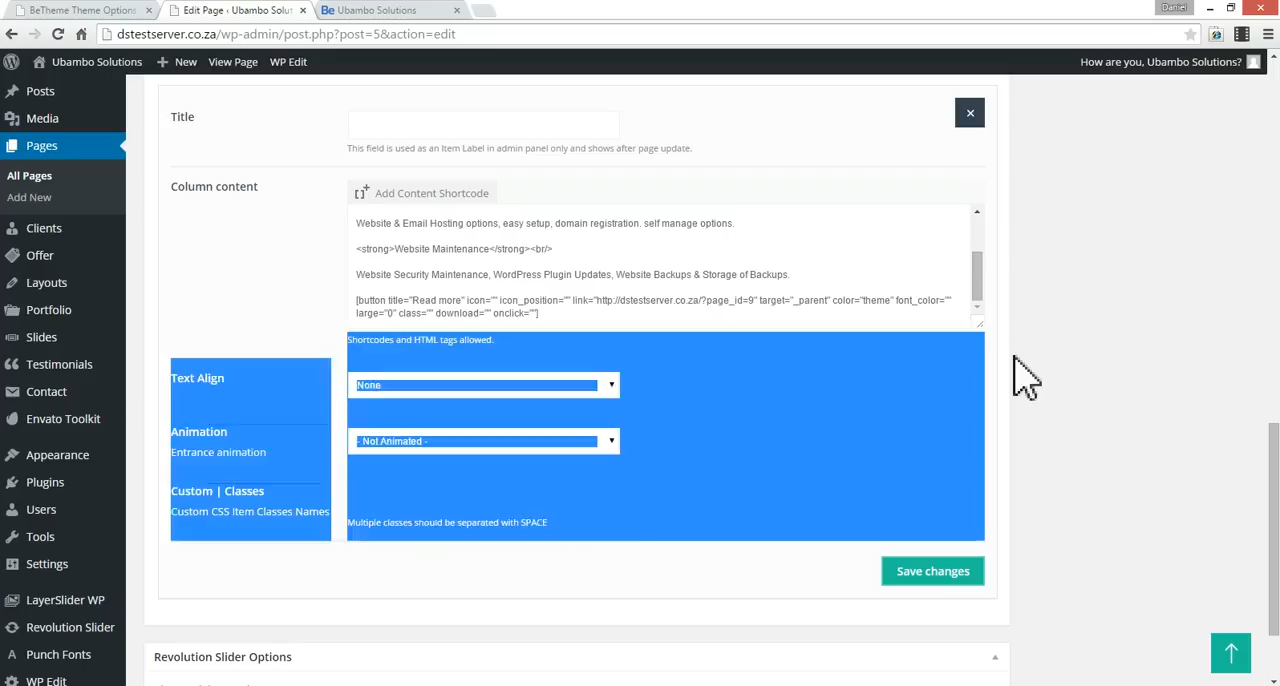 BeTheme Theme Options
Edit Page ‹ Ubambo Solut
Be Ubambo Solutions
Daniel
dstestserver.co.za/wp-admin/post.php?post=5&action=edit
Ubambo Solutions
New
View Page
WP Edit
How are you, Ubambo Solutions?
Posts
Media
Pages
All Pages
Add New
Clients
Offer
Layouts
Portfolio
Slides
Testimonials
Contact
Envato Toolkit
Appearance
Plugins
Users
Tools
Settings
LayerSlider WP
Revolution Slider
Punch Fonts
WP Edit
Title
This field is used as an Item Label in admin panel only and shows after page update.
Column content
Add Content Shortcode
Website & Email Hosting options, easy setup, domain registration. self manage options.
<strong>Website Maintenance</strong><br/>
Website Security Maintenance, WordPress Plugin Updates, Website Backups & Storage of Backups.
[button title="Read more" icon="" icon_position="" link="http://dstestserver.co.za/?page_id=9" target="_parent" color="theme" font_color=""
large="0" class="" download="" onclick=""]
Shortcodes and HTML tags allowed.
Text Align
None
Animation
Entrance animation
- Not Animated -
Custom | Classes
Custom CSS Item Classes Names
Multiple classes should be separated with SPACE
Save changes
Revolution Slider Options